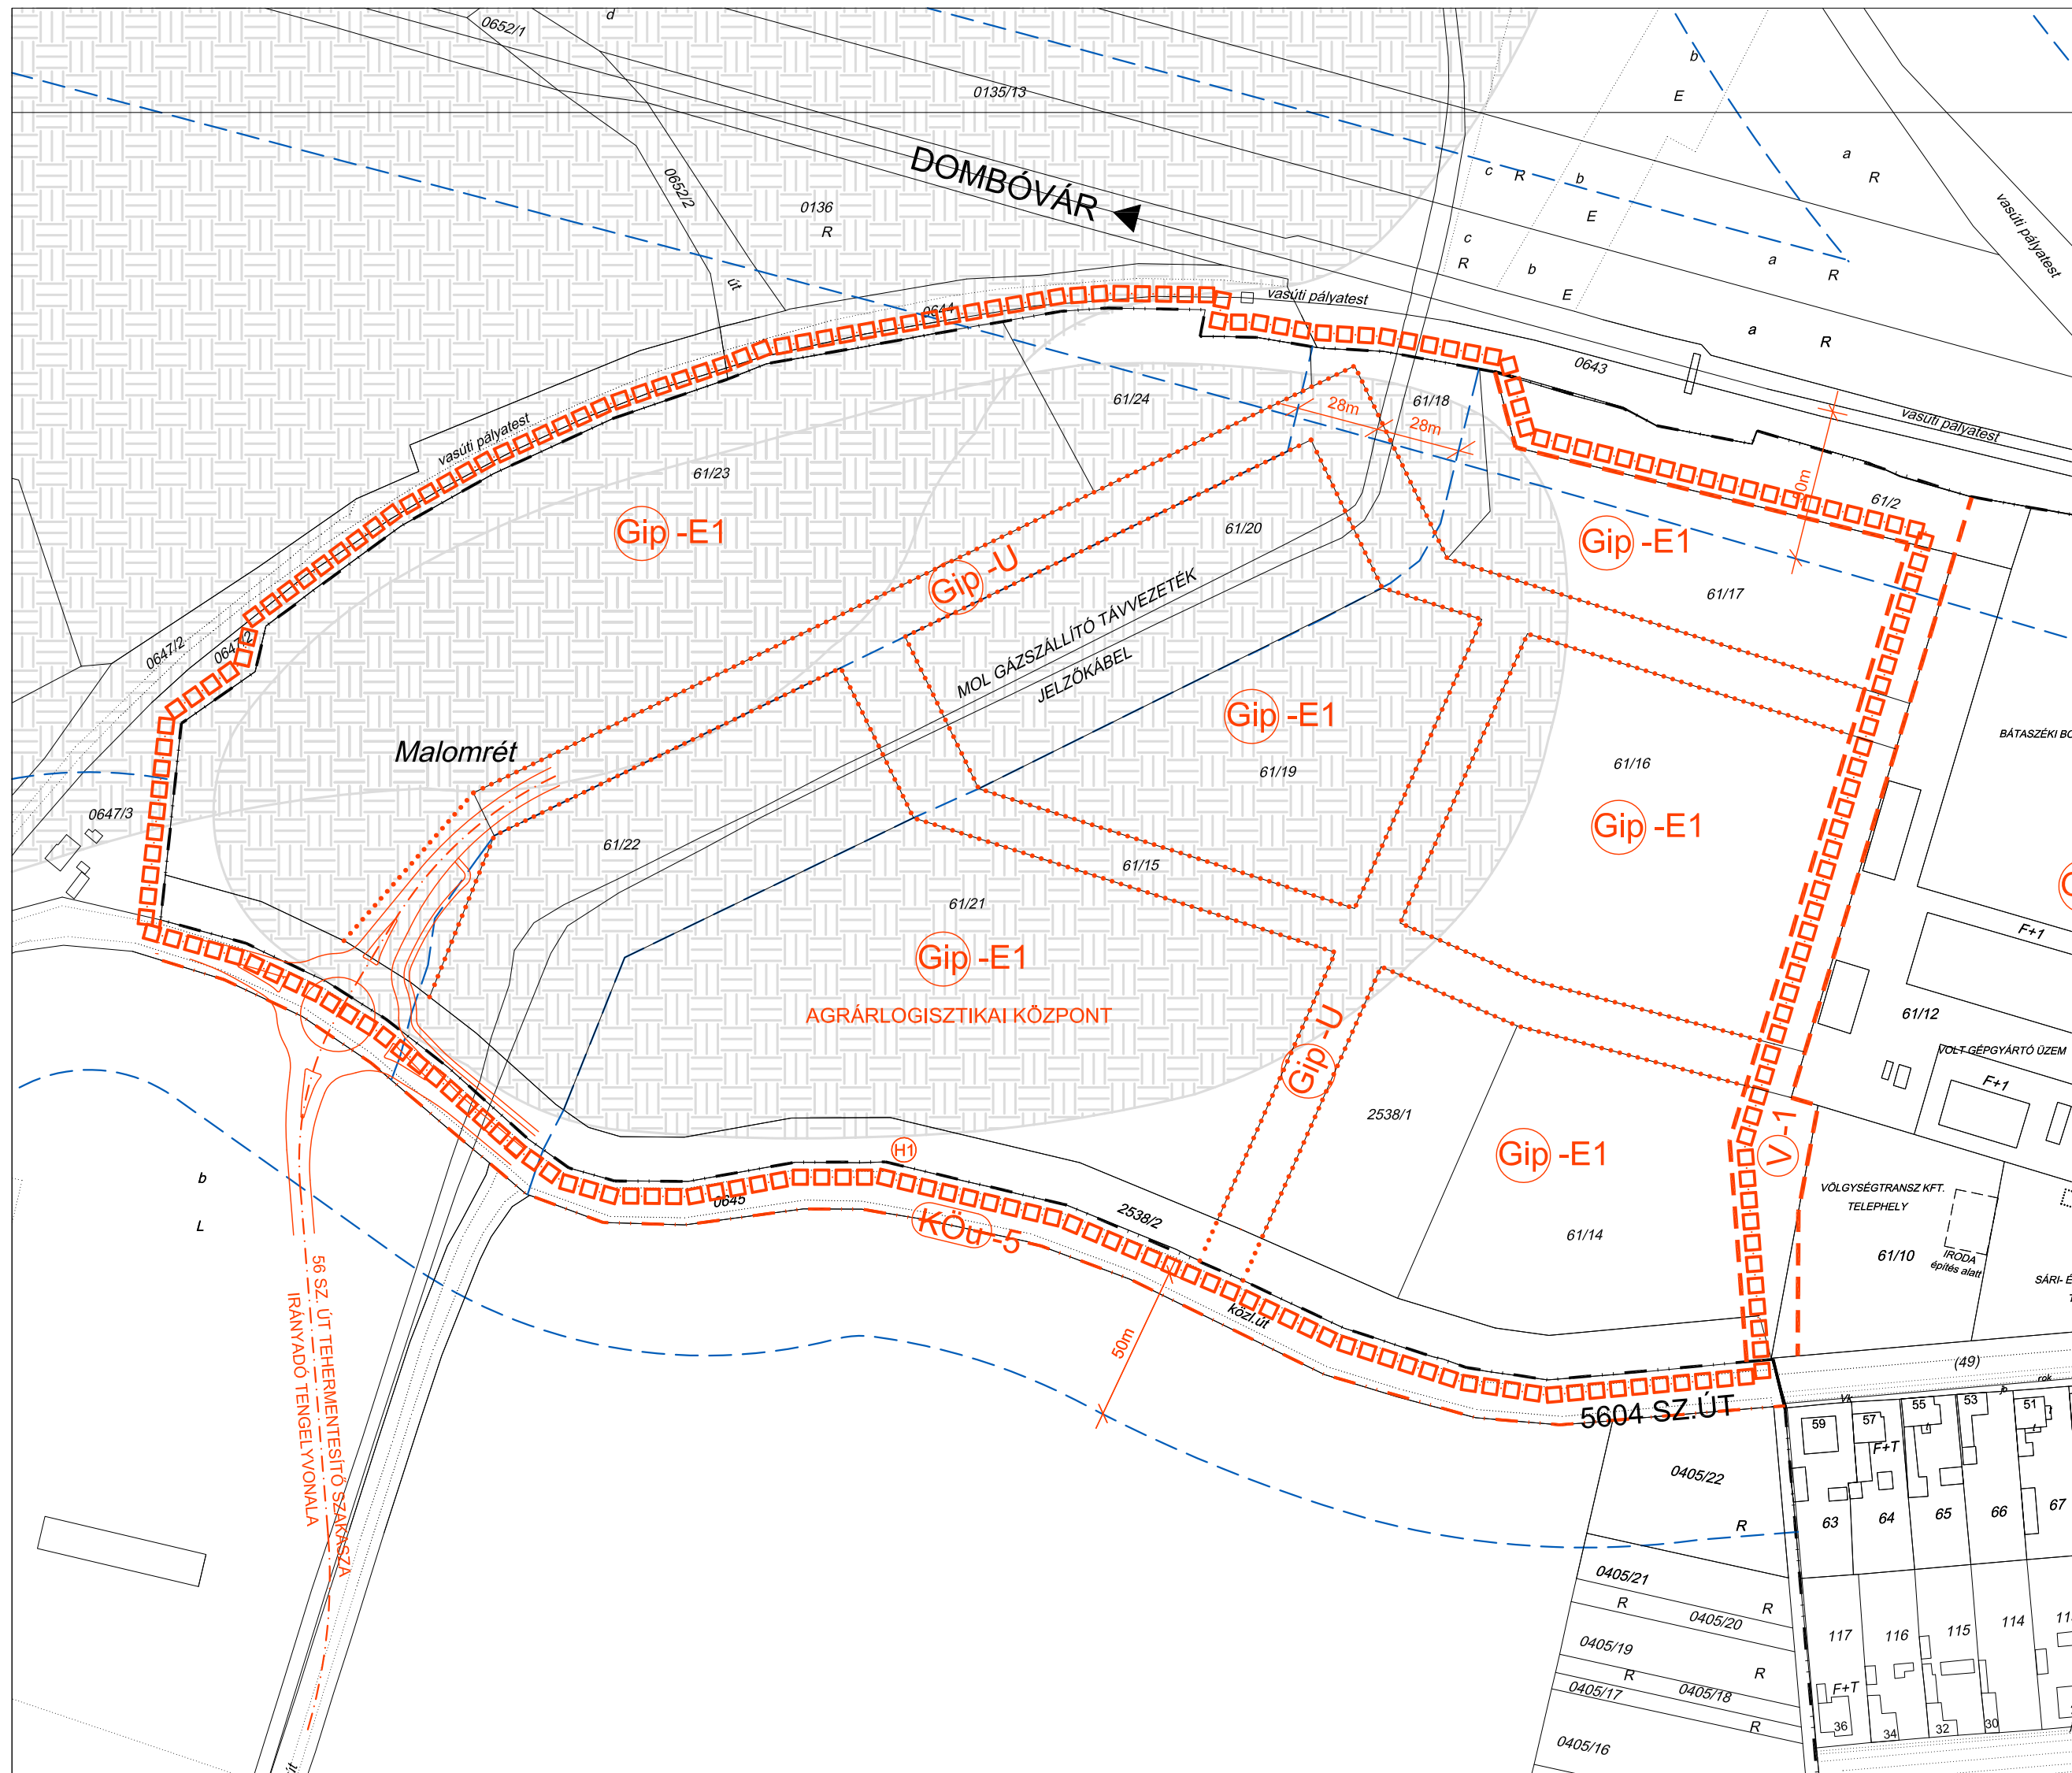 d
0652/1
b
E
0135/13
a
R
0652/2
c R b
0136
R
DOMBÓVÁR
E
vasúti pályatest
c
R
b
a
R
út
E
vasúti pályatest
0644
a
R
0643
61/24
61/18
28m
28m
vasúti pályatest
vasúti pályatest
61/23
50m
61/2
Gip -E1
61/20
Gip -E1
Gip -U
61/17
MOL GÁZSZÁLLÍTÓ TÁVVEZETÉK
JELZŐKÁBEL
0647/2
0647/2
Gip -E1
Malomrét
61/19
61/16
BÁTASZÉKI
0647/3
Gip -E1
61/22
61/15
61/21
F+1
Gip -E1
AGRÁRLOGISZTIKAI KÖZPONT
61/12
Gip -U
VOLT GÉPGYÁRTÓ ÜZEM
F+1
2538/1
V -1
H1
Gip -E1
b
L
0645
VÖLGYSÉGTRANSZ KFT.
TELEPHELY
2538/2
KÖu -5
61/14
61/10
IRODA
építés alatt
SÁRI-
56 SZ. ÚT TEHERMENTESÍTŐ SZAKASZA
IRÁNYADÓ TENGELYVONALA
közl.út
50m
(49)
5604 SZ.ÚT
59
57
55
53
51
F+T
0405/22
R
63
64
65
66
67
0405/21
R
R
0405/20
0405/19
117
116
115
114
R
R
0405/17
0405/18
F+T
R
36
34
32
30
0405/16